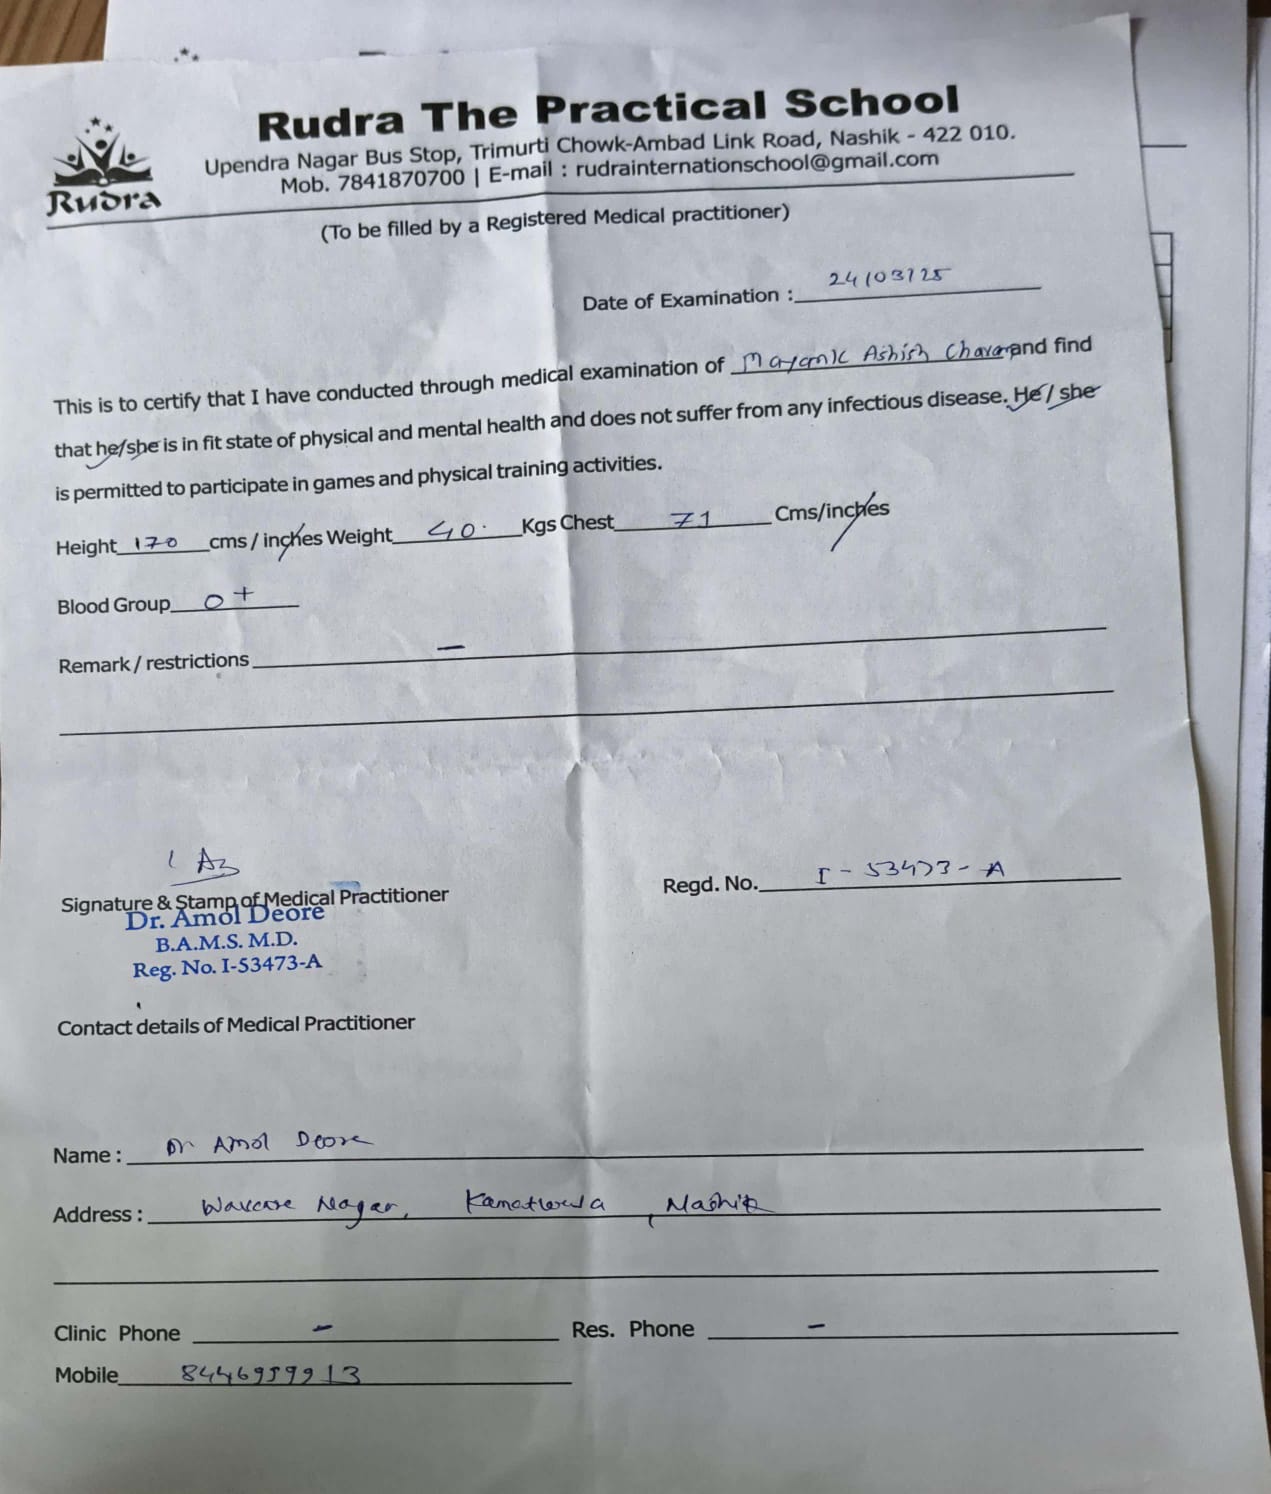 Rudra The Practical School
Upendra Nagar Bus Stop, Trimurti Chowk-Ambad Link Road, Nashik - 422 010.
Mob. 7841870700 | E-mail : rudrainternationschool@gmail.com
Rudra
(To be filled by a Registered Medical practitioner)
Date of Examination : 24/03/25
This is to certify that I have conducted through medical examination of Mayank Ashish Chavan and find
that he/she is in fit state of physical and mental health and does not suffer from any infectious disease. He / she
is permitted to participate in games and physical training activities.
Height 170 cms / inches Weight 40 Kgs Chest 71 Cms/inches
Blood Group O+
Remark / restrictions –
Signature & Stamp of Medical Practitioner Regd. No. I - 53473 - A
Dr. Amol Deore
B.A.M.S. M.D.
Reg. No. I-53473-A
Contact details of Medical Practitioner
Name : Dr Amol Deore
Address : Nagar, Nashik
Clinic Phone – Res. Phone –
Mobile 8446959913